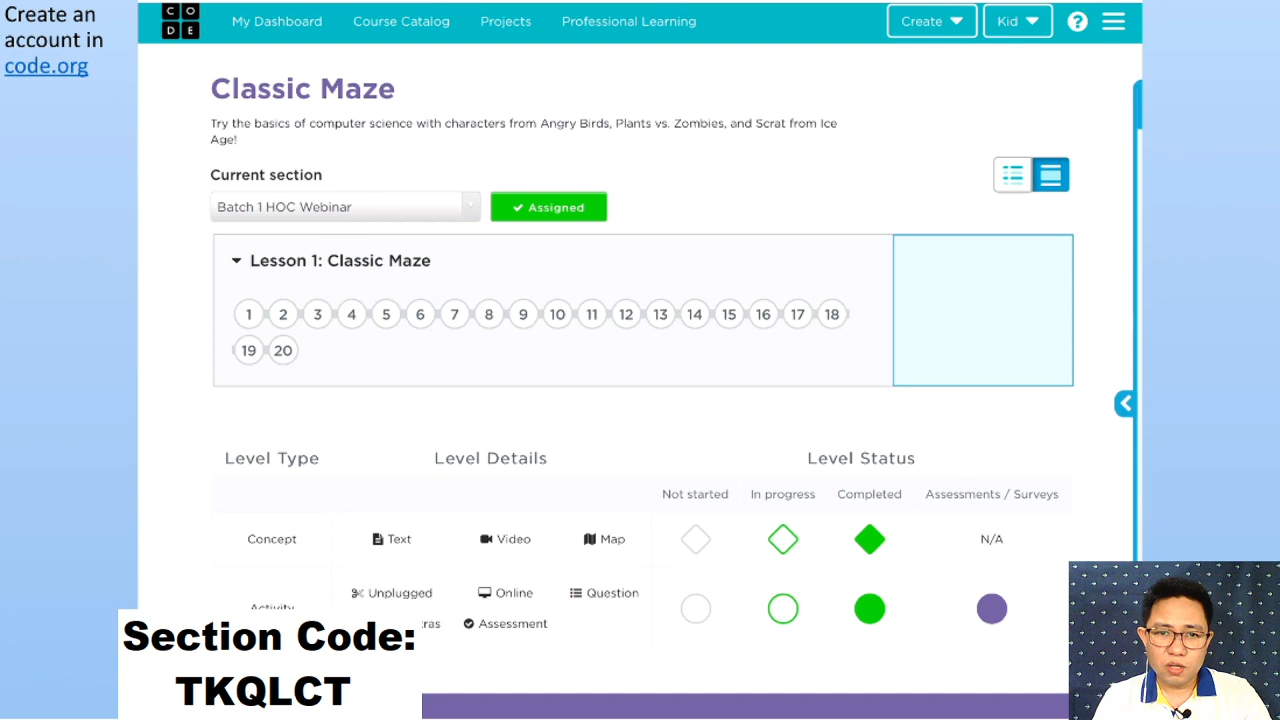 Create an
account in
code.org
C O
D E
My Dashboard
Course Catalog
Projects
Professional Learning
Create
Kid
?
Classic Maze
Try the basics of computer science with characters from Angry Birds, Plants vs. Zombies, and Scrat from Ice
Age!
Current section
Batch 1 HOC Webinar
Assigned
Lesson 1: Classic Maze
1 2 3 4 5 6 7 8 9 10 11 12 13 14 15 16 17 18
19 20
Level Type
Level Details
Level Status
Not started
In progress
Completed
Assessments / Surveys
Concept
Text
Video
Map
N/A
Activity
Unplugged
Online
Question
Assessment
Section Code:
TKQLCT